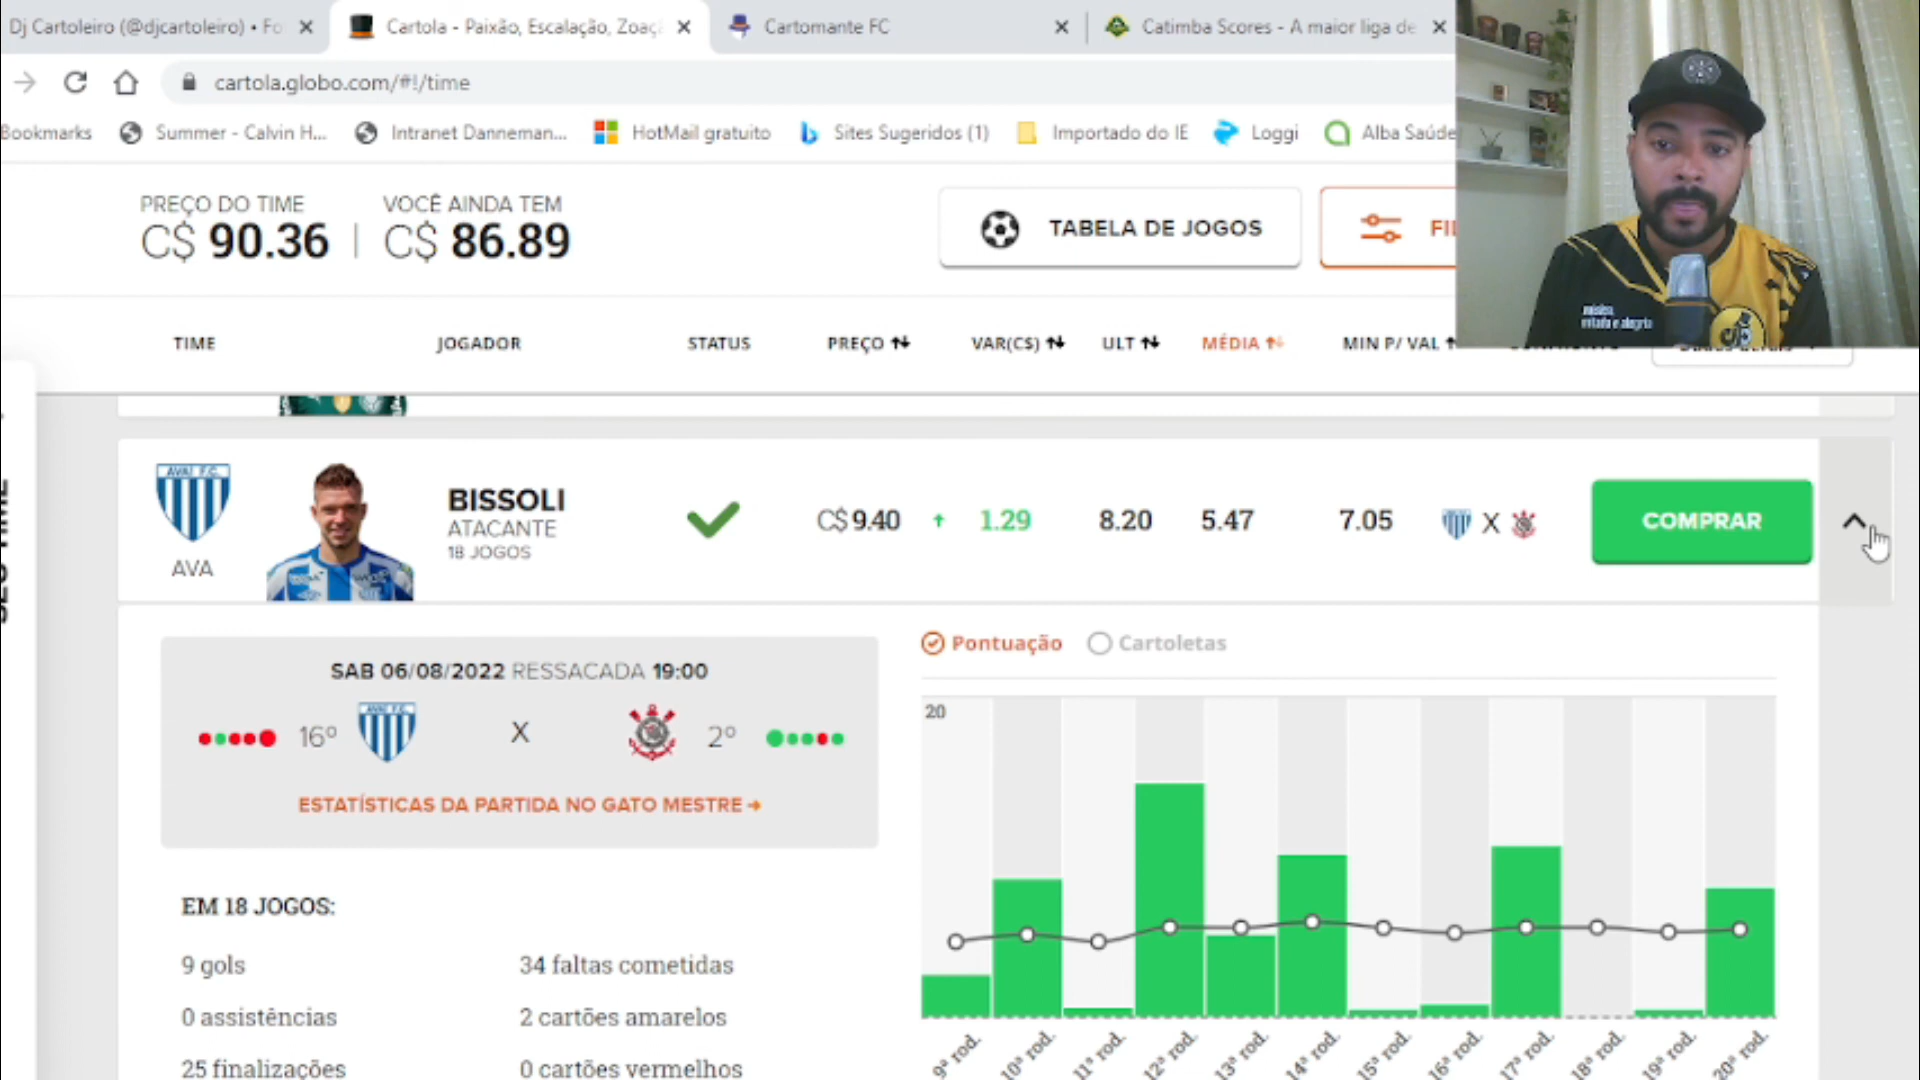 Dj Cartoleiro (@djcartoleiro) • Fo
Cartola - Paixão, Escalação, Zoaç
Cartomante FC
Catimba Scores - A maior liga de
cartola.globo.com/#!/time
Bookmarks
Summer - Calvin H...
Intranet Danneman...
HotMail gratuito
Sites Sugeridos (1)
Importado do IE
Loggi
Alba Saúde
PREÇO DO TIME
C$ 90.36
VOCÊ AINDA TEM
C$ 86.89
TABELA DE JOGOS
FIL
TIME
JOGADOR
STATUS
PREÇO
VAR(C$)
ULT
MÉDIA
MIN P/ VAL
AVAÍ F.C.
AVA
BISSOLI
ATACANTE
18 JOGOS
C$ 9.40
1.29
8.20
5.47
7.05
X
COMPRAR
SAB 06/08/2022 RESSACADA 19:00
16º
X
2º
ESTATÍSTICAS DA PARTIDA NO GATO MESTRE
EM 18 JOGOS:
9 gols
34 faltas cometidas
0 assistências
2 cartões amarelos
25 finalizações
0 cartões vermelhos
Pontuação
Cartoletas
20
9ª rod.
10ª rod.
11ª rod.
12ª rod.
13ª rod.
14ª rod.
15ª rod.
16ª rod.
17ª rod.
18ª rod.
19ª rod.
20ª rod.